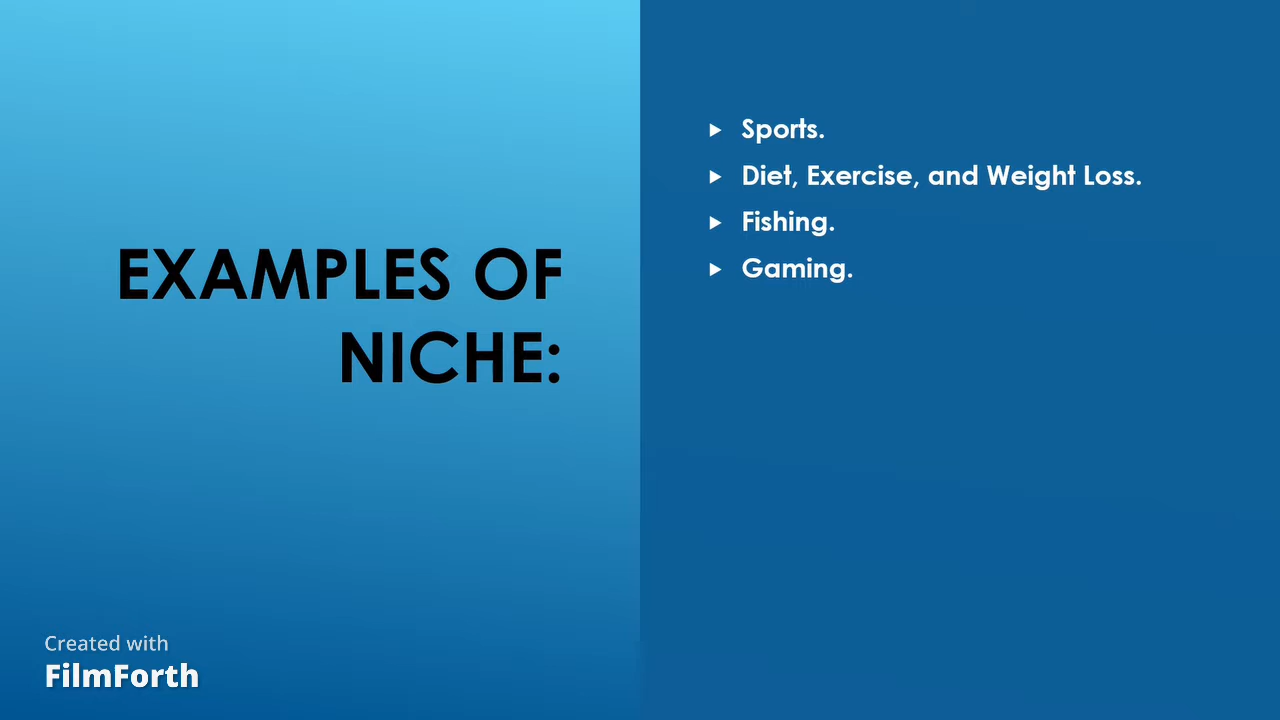 EXAMPLES OF
NICHE:
Sports.
Diet, Exercise, and Weight Loss.
Fishing.
Gaming.
Created with
FilmForth